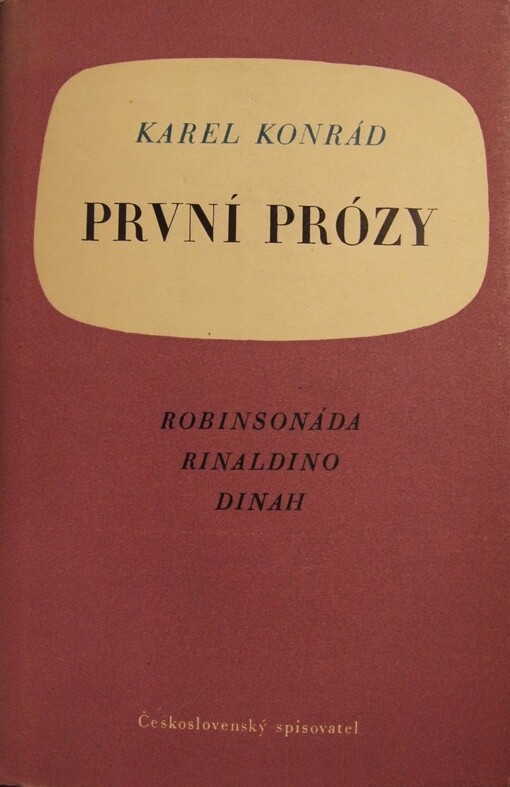 KAREL KONRÁD
PRVNÍ PRÓZY
ROBINSONÁDA
RINALDINO
DINAH
Československý spisovatel